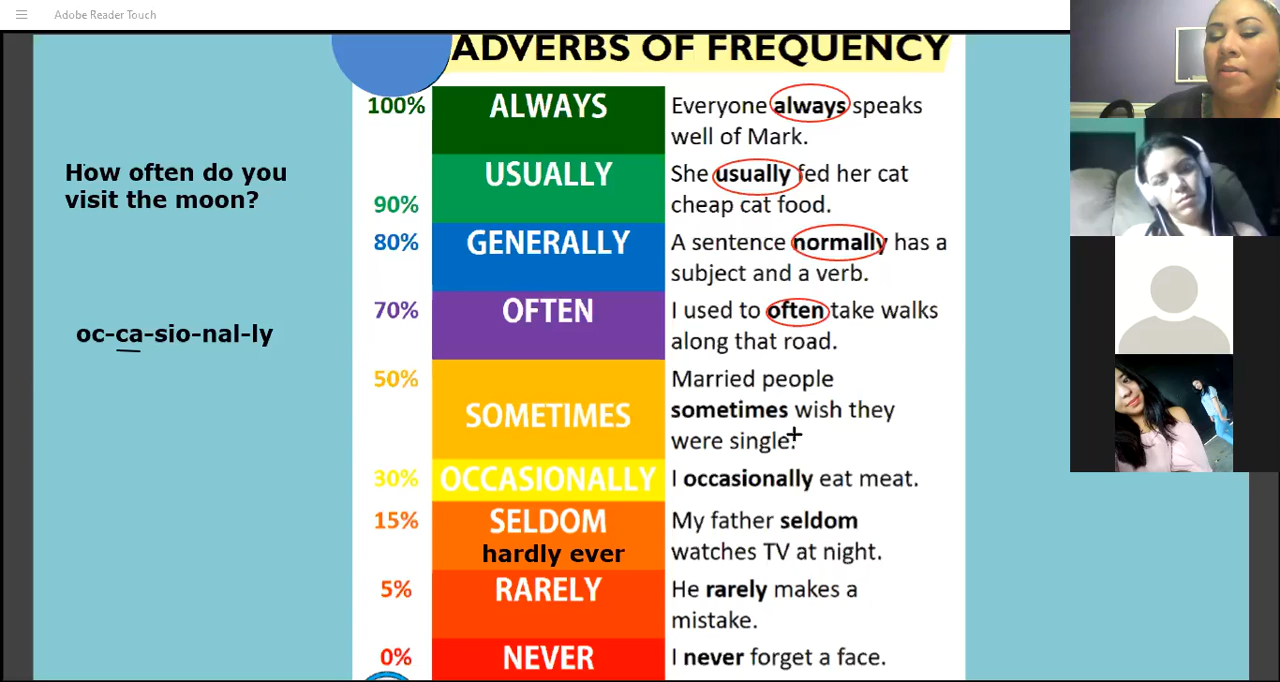 Adobe Reader Touch
ADVERBS OF FREQUENCY
How often do you
visit the moon?
oc-ca-sio-nal-ly
100% ALWAYS Everyone always speaks
well of Mark.
USUALLY She usually fed her cat
90% cheap cat food.
80% GENERALLY A sentence normally has a
subject and a verb.
70% OFTEN I used to often take walks
along that road.
50% Married people
SOMETIMES sometimes wish they
were single.
30% OCCASIONALLY I occasionally eat meat.
15% SELDOM My father seldom
hardly ever watches TV at night.
5% RARELY He rarely makes a
mistake.
0% NEVER I never forget a face.